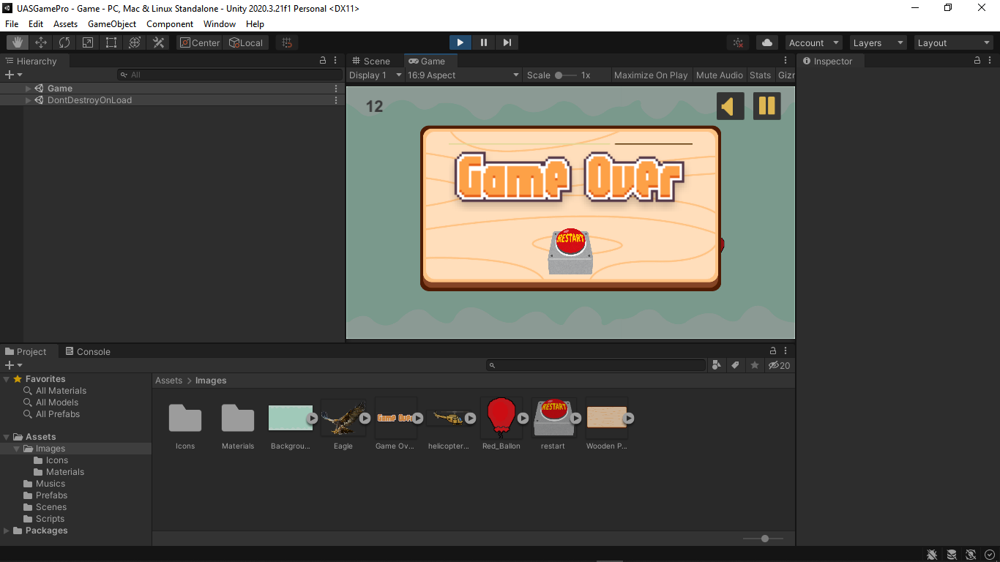 UASGamePro - Game - PC, Mac & Linux Standalone - Unity 2020.3.21f1 Personal <DX11>
File Edit Assets GameObject Component Window Help
Center Local Account Layers Layout
Hierarchy
All
Game
DontDestroyOnLoad
Scene Game
Display 1 16:9 Aspect Scale 1x Maximize On Play Mute Audio Stats Giz
12
Game Over
RESTART
Inspector
Project Console
20
Favorites
All Materials
All Models
All Prefabs
Assets
Images
Icons
Materials
Musics
Prefabs
Scenes
Scripts
Packages
Assets > Images
RESTART
Game Over
Icons Materials Backgrou... Eagle Game Ov... helicopter... Red_Ballon restart Wooden P...